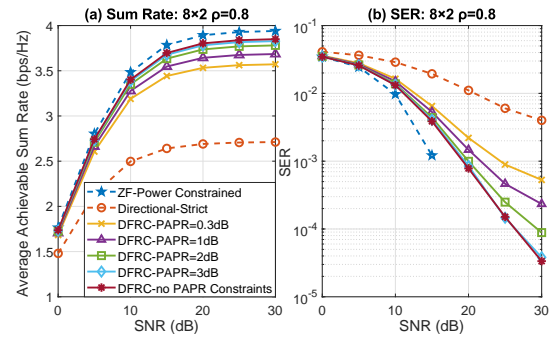 (a) Sum Rate: 8×2 ρ=0.8
Average Achievable Sum Rate (bps/Hz)
4
3.5
3
2.5
2
1.5
1
ZF-Power Constrained
Directional-Strict
DFRC-PAPR=0.3dB
DFRC-PAPR=1dB
DFRC-PAPR=2dB
DFRC-PAPR=3dB
DFRC-no PAPR Constraints
0 10 20 30
SNR (dB)
(b) SER: 8×2 ρ=0.8
SER
10-1
10-2
10-3
10-4
10-5
0 10 20 30
SNR (dB)